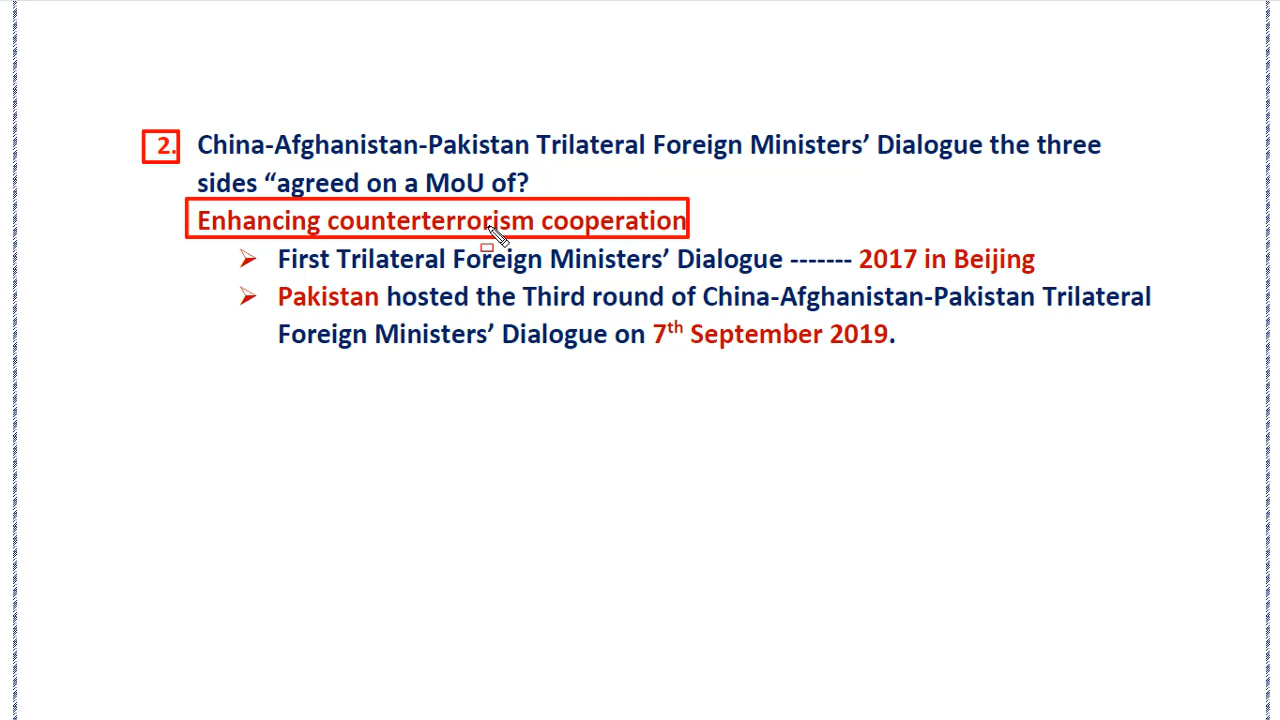 2. China-Afghanistan-Pakistan Trilateral Foreign Ministers’ Dialogue the three
sides “agreed on a MoU of?
Enhancing counterterrorism cooperation
➢ First Trilateral Foreign Ministers’ Dialogue ------- 2017 in Beijing
➢ Pakistan hosted the Third round of China-Afghanistan-Pakistan Trilateral
Foreign Ministers’ Dialogue on 7th September 2019.